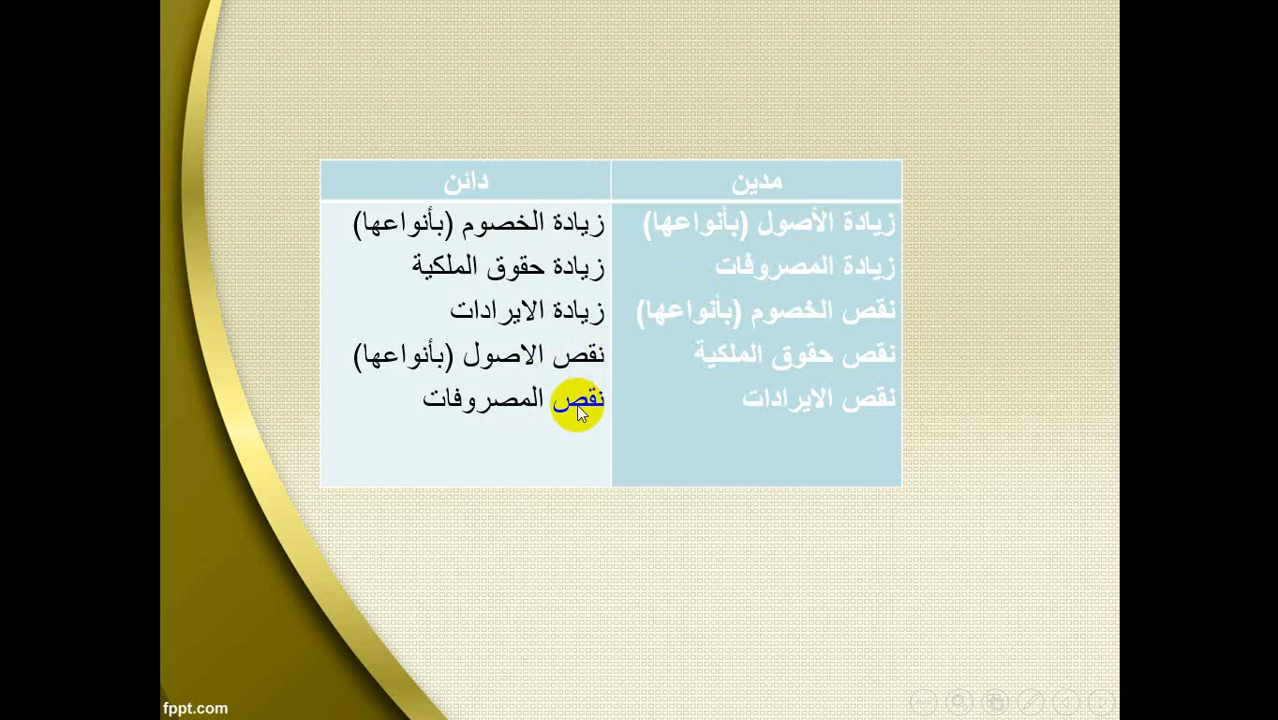 مدين
دائن
زيادة الأصول (بأنواعها)
زيادة الخصوم (بأنواعها)
زيادة المصروفات
زيادة حقوق الملكية
نقص الخصوم (بأنواعها)
زيادة الايرادات
نقص حقوق الملكية
نقص الاصول (بأنواعها)
نقص الايرادات
نقص المصروفات
fppt.com